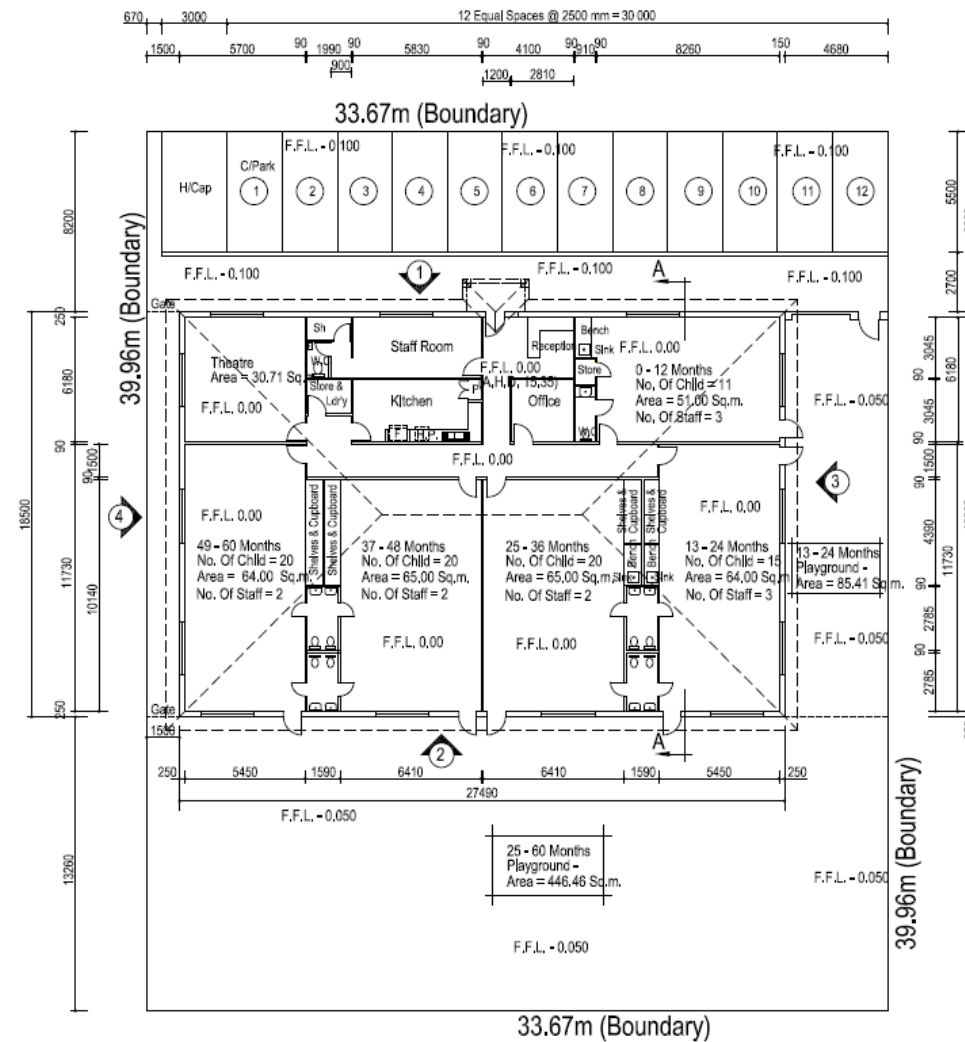 670
3000
12 Equal Spaces @ 2500 mm = 30 000
1500
5700
90
1990
90
5830
90
4100
90
910
90
8260
150
4680
900
1200
2810
33.67m (Boundary)
F.F.L. - 0.100
F.F.L. - 0.100
F.F.L. - 0.100
C/Park
H/Cap
1
2
3
4
5
6
7
8
9
10
11
12
8200
5500
2700
39.96m (Boundary)
F.F.L. - 0.100
1
F.F.L. - 0.100
A
F.F.L. - 0.100
Gate
250
6180
90
1500
90
18500
11730
10140
250
13260
Sh
Staff Room
Reception
Bench
Sink
F.F.L. 0.00
Theatre
Area = 30.71 Sq.
W.C
F.F.L. 0.00
(A.H.D. 15.35)
Store
0 - 12 Months
No. Of Child = 11
Area = 51.00 Sq.m.
No. Of Staff = 3
Store &
Ldr'y
Kitchen
P
Office
F.F.L. 0.00
F
P.
W.C
3045
90
3045
6180
90
1500
90
F.F.L. - 0.050
F.F.L. 0.00
4
3
F.F.L. 0.00
Shelves & Cupboard
Shelves & Cupboard
Shelves & Cupboard
Shelves & Cupboard
F.F.L. 0.00
49 - 60 Months
No. Of Child = 20
Area = 64.00 Sq.m.
No. Of Staff = 2
37 - 48 Months
No. Of Child = 20
Area = 65.00 Sq.m.
No. Of Staff = 2
25 - 36 Months
No. Of Child = 20
Area = 65.00 Sq.m.
No. Of Staff = 2
Bench
Bench
Sink
Sink
13 - 24 Months
No. Of Child = 15
Area = 64.00 Sq.m.
No. Of Staff = 3
13 - 24 Months
Playground -
Area = 85.41 Sq.m.
4390
11730
90
2785
90
2785
F.F.L. 0.00
F.F.L. 0.00
F.F.L. - 0.050
Gate
1500
2
A
250
5450
1590
6410
6410
1590
5450
250
27490
F.F.L. - 0.050
25 - 60 Months
Playground -
Area = 446.46 Sq.m.
F.F.L. - 0.050
F.F.L. - 0.050
39.96m (Boundary)
33.67m (Boundary)